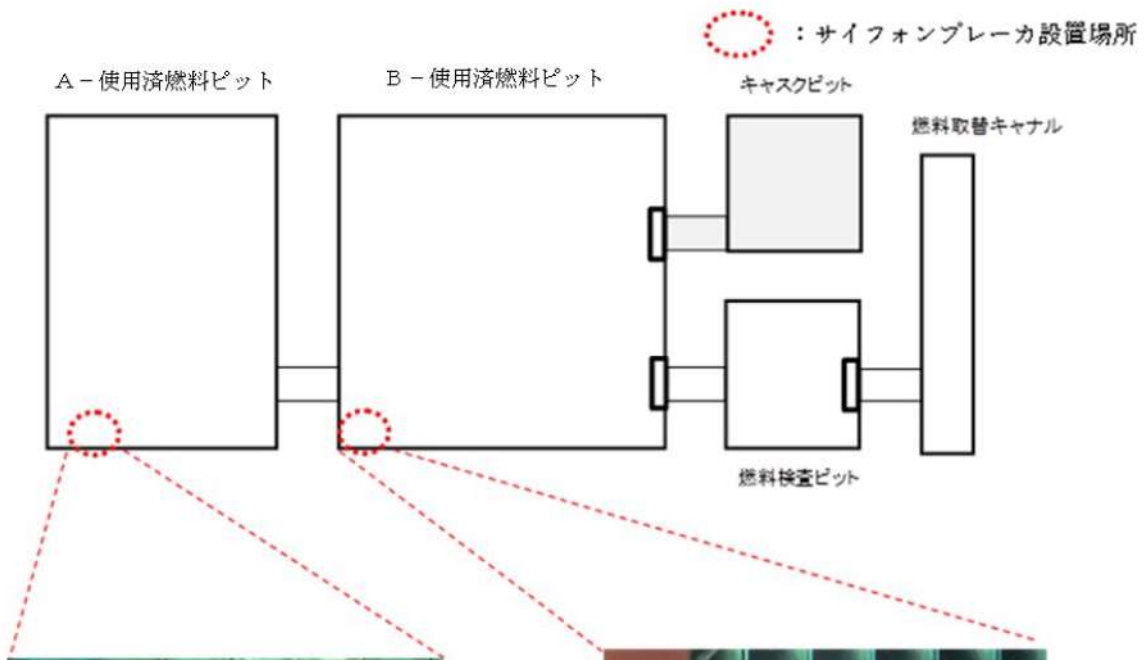 ：サイフォンブレーカ設置場所
A－使用済燃料ピット
B－使用済燃料ピット
キャスクピット
燃料取替キャナル
燃料検査ピット